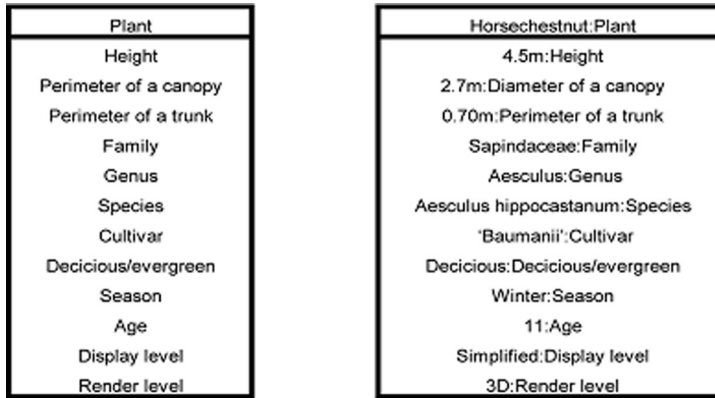 Plant
Height
Perimeter of a canopy
Perimeter of a trunk
Family
Genus
Species
Cultivar
Decicious/evergreen
Season
Age
Display level
Render level
Horsechestnut:Plant
4.5m:Height
2.7m:Diameter of a canopy
0.70m:Perimeter of a trunk
Sapindaceae:Family
Aesculus:Genus
Aesculus hippocastanum:Species
‘Baumanii’:Cultivar
Decicious:Decicious/evergreen
Winter:Season
11:Age
Simplified:Display level
3D:Render level